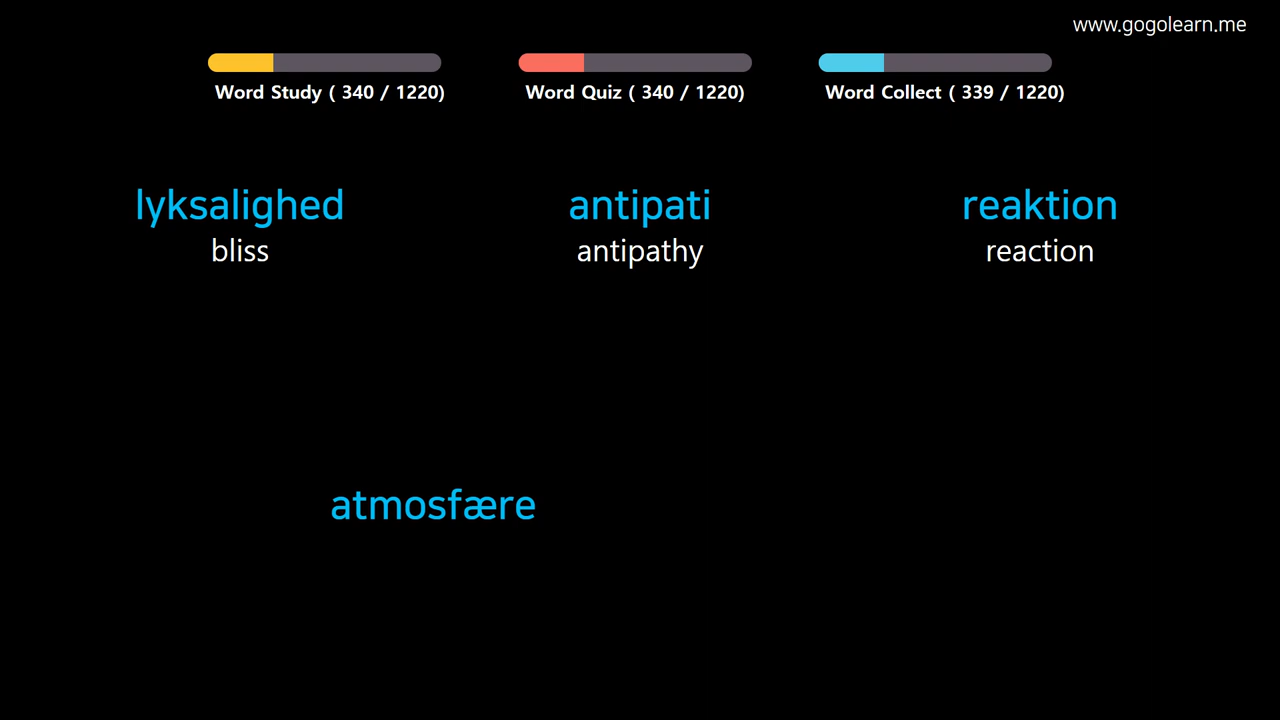 www.gogolearn.me
Word Study ( 340 / 1220)
Word Quiz ( 340 / 1220)
Word Collect ( 339 / 1220)
lyksalighed
bliss
antipati
antipathy
reaktion
reaction
atmosfære